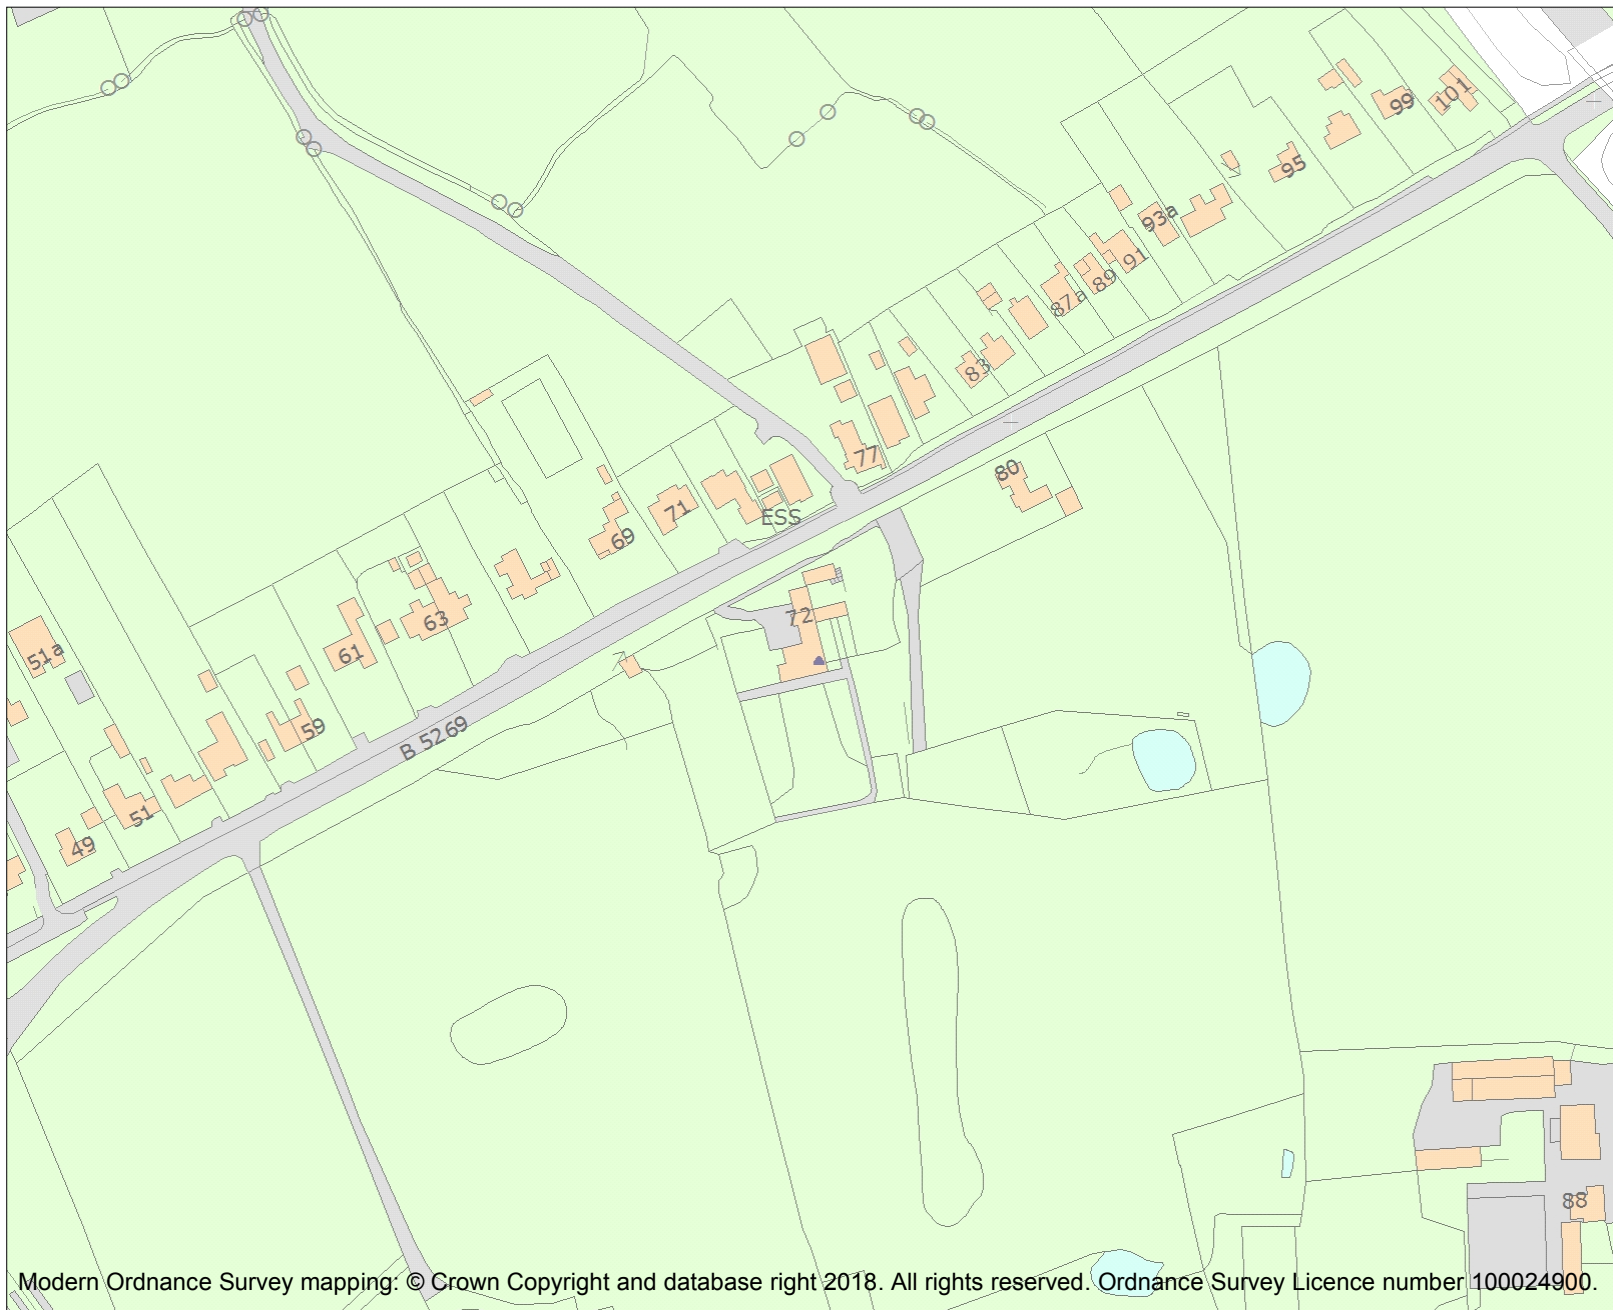 101
99
95
93a
91
89
87a
83
77
80
71
ESS
69
72
63
61
51a
59
B 5269
51
49
88
Modern Ordnance Survey mapping: © Crown Copyright and database right 2018. All rights reserved. Ordnance Survey Licence number 100024900.